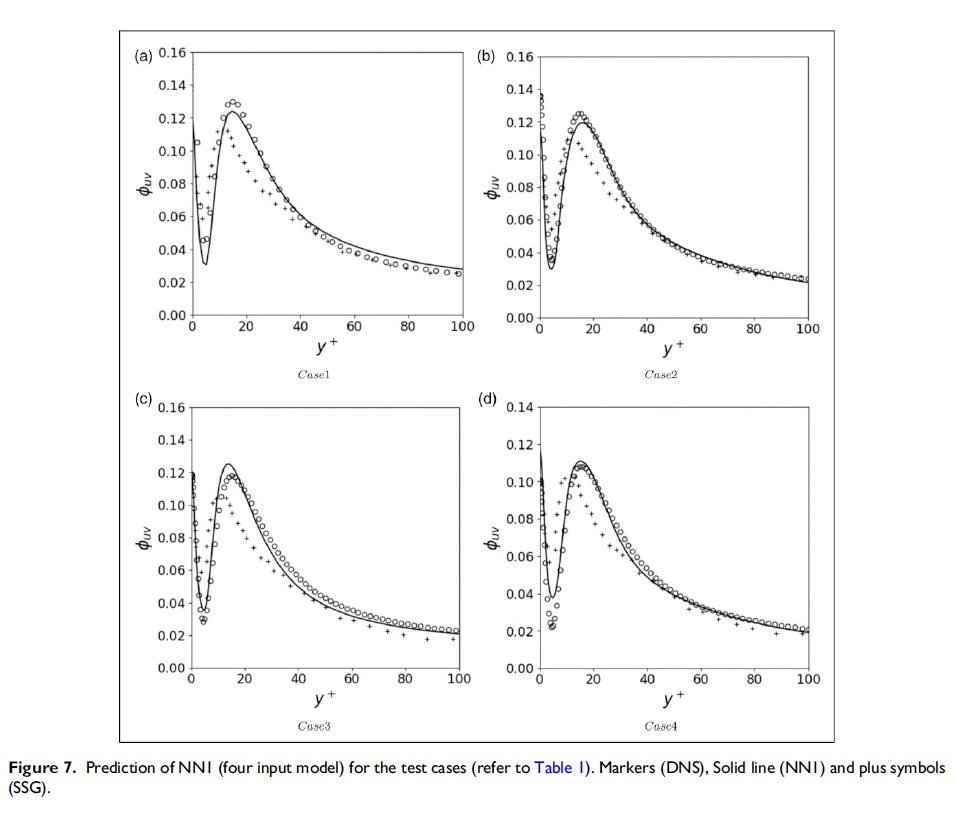 (a)
0.16
0.14
0.12
0.10
0.08
0.06
0.04
0.02
0.00
ϕuv
0 20 40 60 80 100
y +
Case1
(b)
0.16
0.14
0.12
0.10
0.08
0.06
0.04
0.02
0.00
ϕuv
0 20 40 60 80 100
y +
Case2
(c)
0.16
0.14
0.12
0.10
0.08
0.06
0.04
0.02
0.00
ϕuv
0 20 40 60 80 100
y +
Case3
(d)
0.14
0.12
0.10
0.08
0.06
0.04
0.02
0.00
ϕuv
0 20 40 60 80 100
y +
Case4
Figure 7. Prediction of NN1 (four input model) for the test cases (refer to Table 1). Markers (DNS), Solid line (NN1) and plus symbols
(SSG).